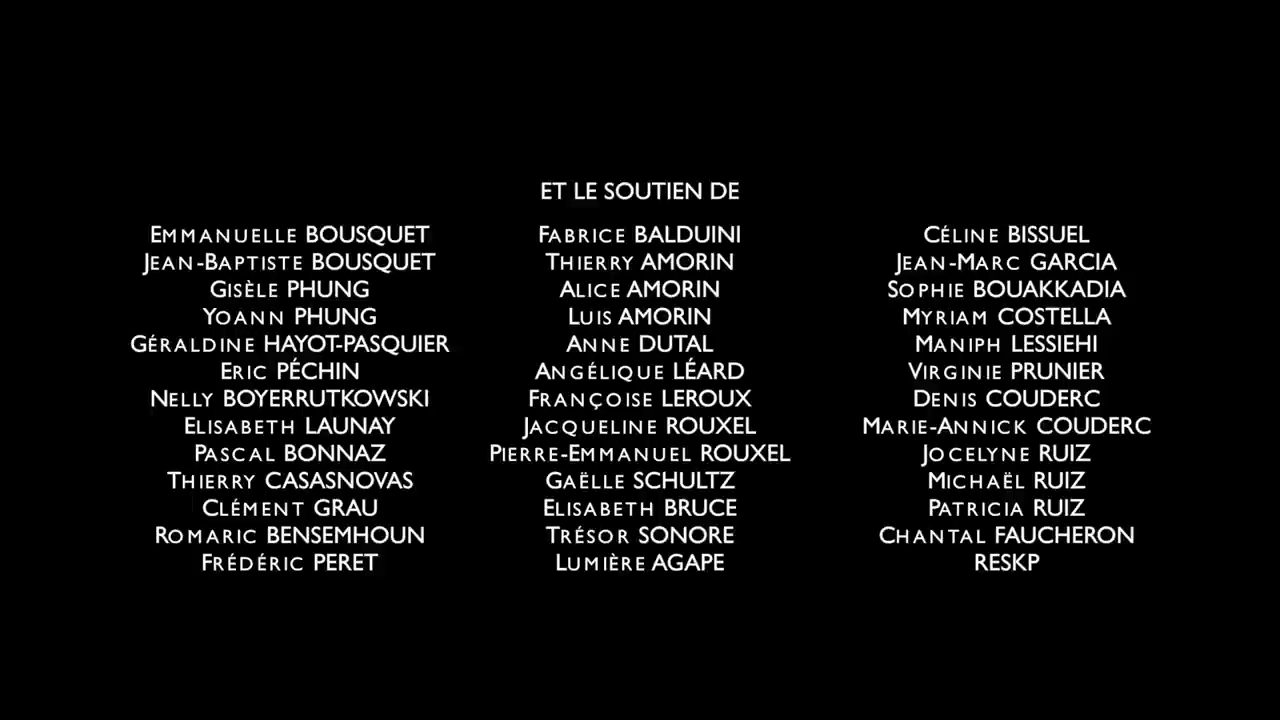 ET LE SOUTIEN DE
EMMANUELLE BOUSQUET
JEAN-BAPTISTE BOUSQUET
GISÈLE PHUNG
YOANN PHUNG
GÉRALDINE HAYOT-PASQUIER
ERIC PÉCHIN
NELLY BOYERRUTKOWSKI
ELISABETH LAUNAY
PASCAL BONNAZ
THIERRY CASASNOVAS
CLÉMENT GRAU
ROMARIC BENSEMHOUN
FRÉDÉRIC PERET
FABRICE BALDUINI
THIERRY AMORIN
ALICE AMORIN
LUIS AMORIN
ANNE DUTAL
ANGÉLIQUE LÉARD
FRANÇOISE LEROUX
JACQUELINE ROUXEL
PIERRE-EMMANUEL ROUXEL
GAËLLE SCHULTZ
ELISABETH BRUCE
TRÉSOR SONORE
LUMIÈRE AGAPE
CÉLINE BISSUEL
JEAN-MARC GARCIA
SOPHIE BOUAKKADIA
MYRIAM COSTELLA
MANIPH LESSIEHI
VIRGINIE PRUNIER
DENIS COUDERC
MARIE-ANNICK COUDERC
JOCELYNE RUIZ
MICHAËL RUIZ
PATRICIA RUIZ
CHANTAL FAUCHERON
RESKP